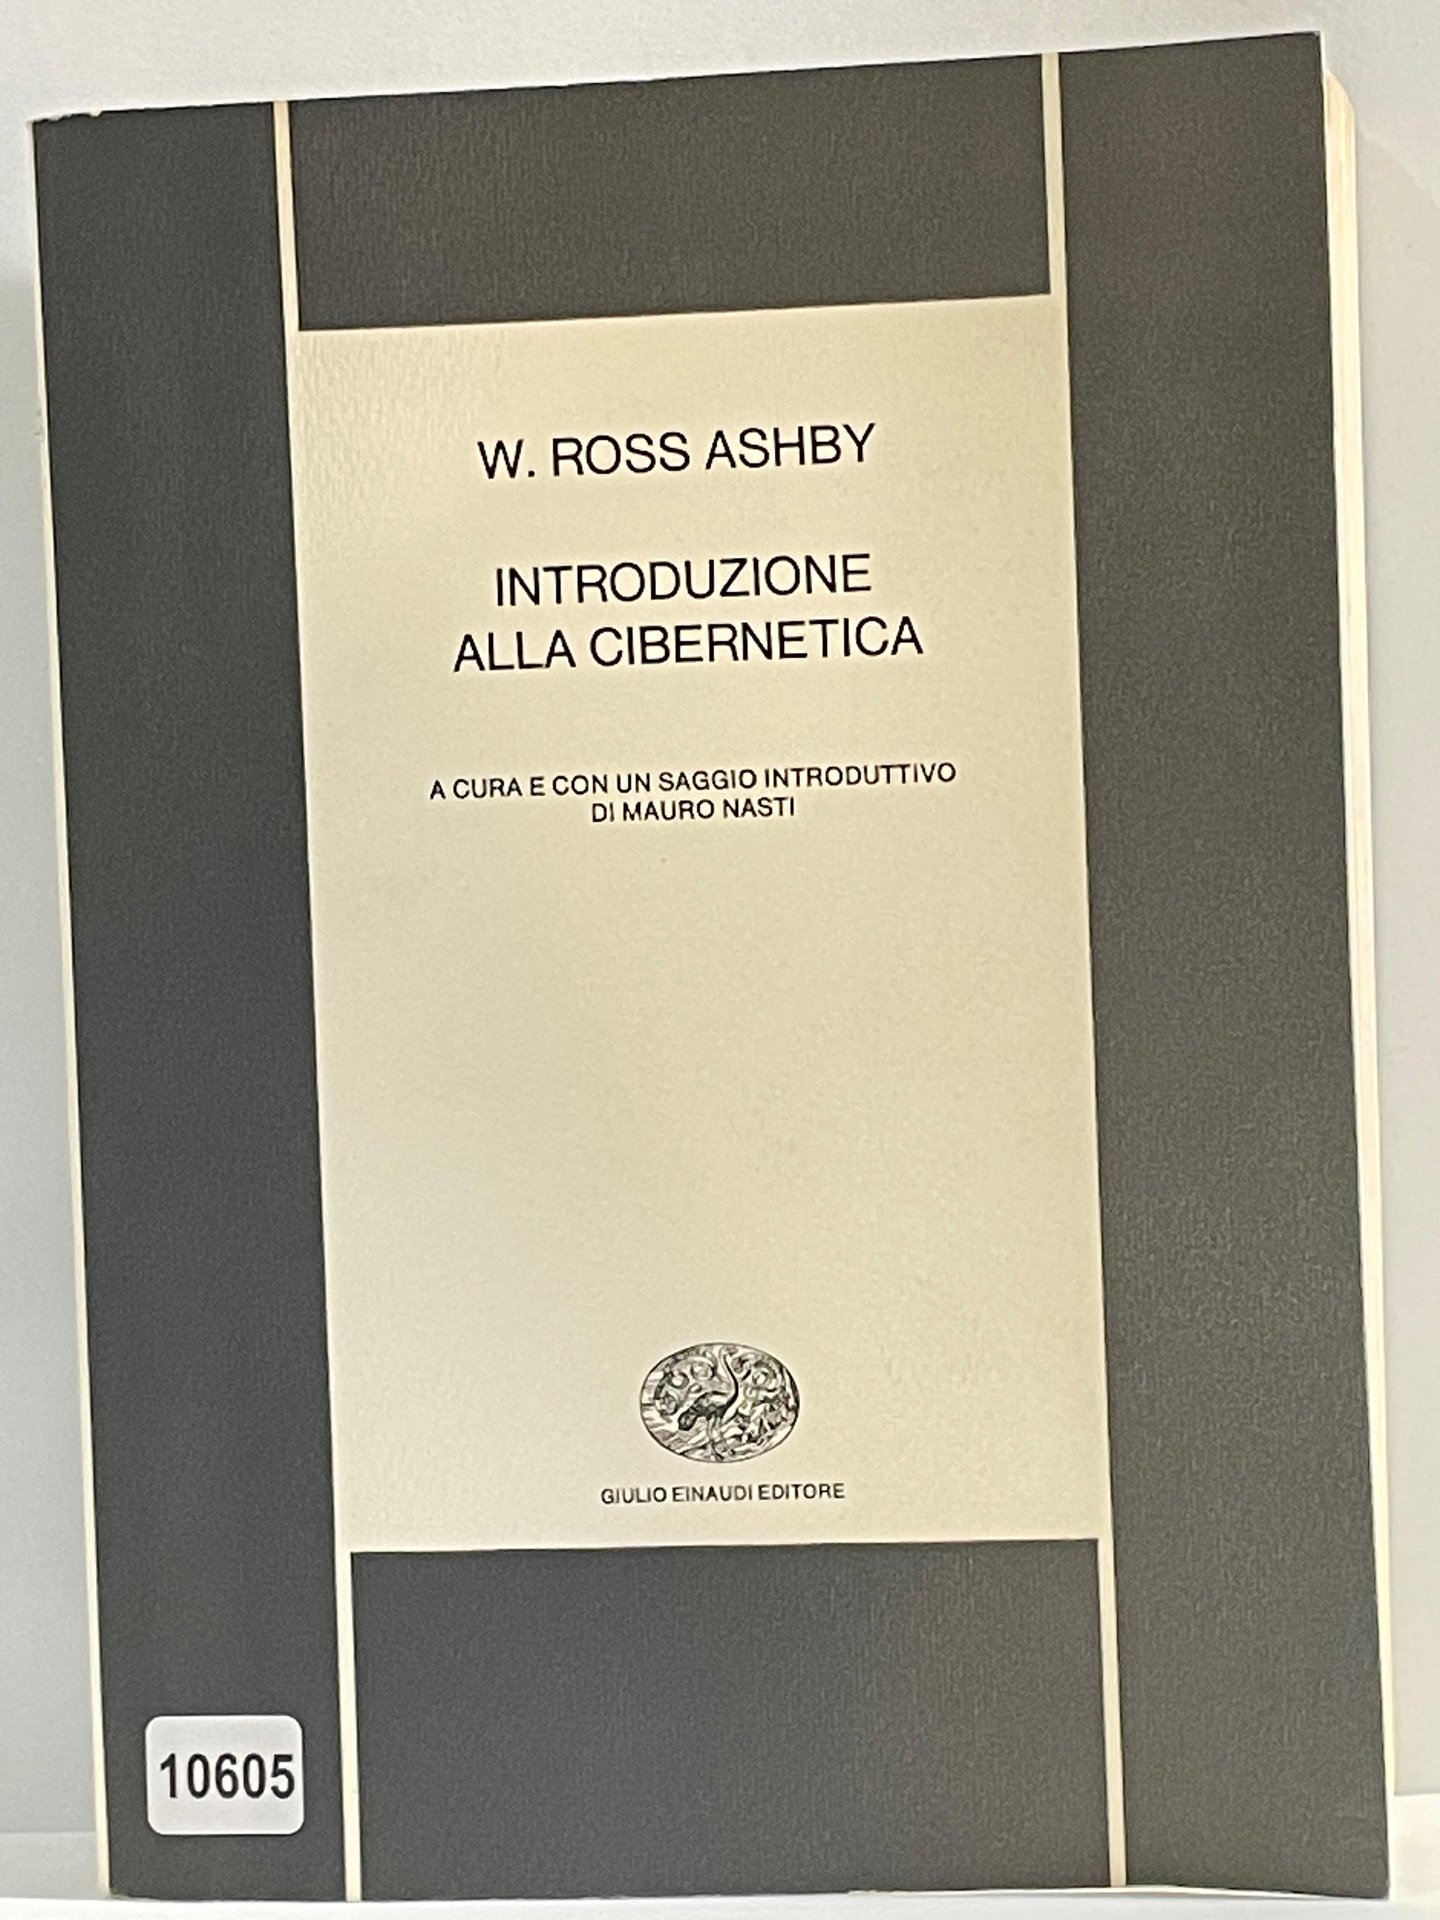 W. ROSS ASHBY
INTRODUZIONE
ALLA CIBERNETICA
A CURA E CON UN SAGGIO INTRODUTTIVO
DI MAURO NASTI
GIULIO EINAUDI EDITORE
10605